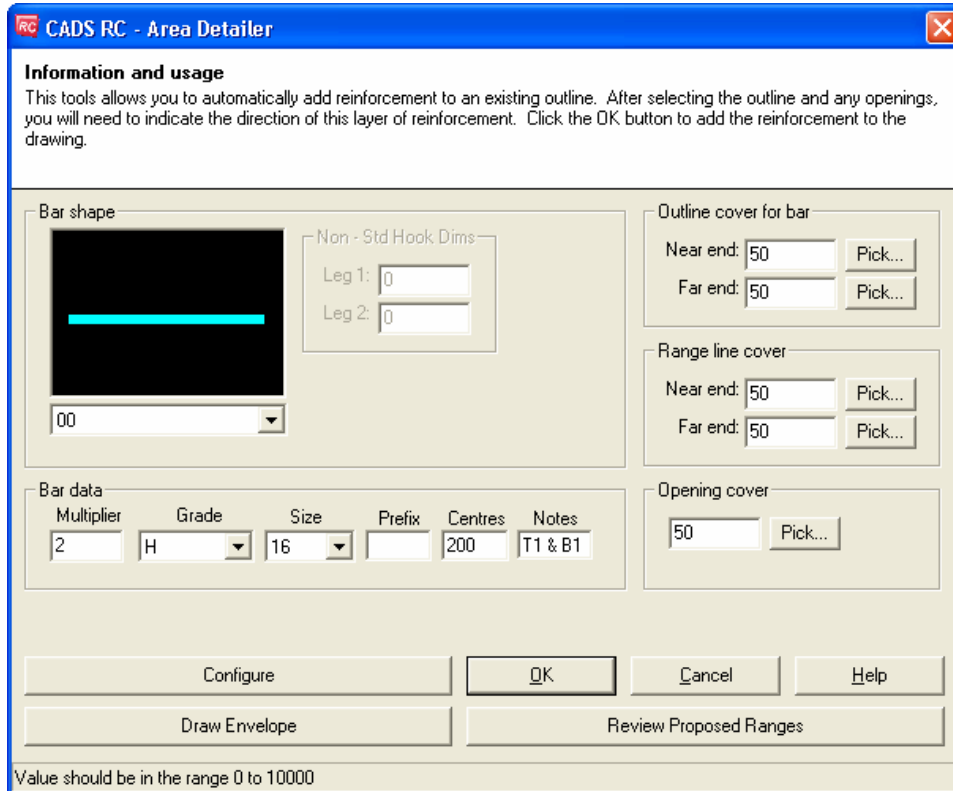 RC CADS RC - Area Detailer
Information and usage
This tools allows you to automatically add reinforcement to an existing outline. After selecting the outline and any openings,
you will need to indicate the direction of this layer of reinforcement. Click the OK button to add the reinforcement to the
drawing.
Bar shape
Non - Std Hook Dims
Leg 1: 0
Leg 2: 0
00
Outline cover for bar
Near end: 50 Pick...
Far end: 50 Pick...
Range line cover
Near end: 50 Pick...
Far end: 50 Pick...
Bar data
Multiplier Grade Size Prefix Centres Notes
2 H 16 200 T1 & B1
Opening cover
50 Pick...
Configure OK Cancel Help
Draw Envelope Review Proposed Ranges
Value should be in the range 0 to 10000